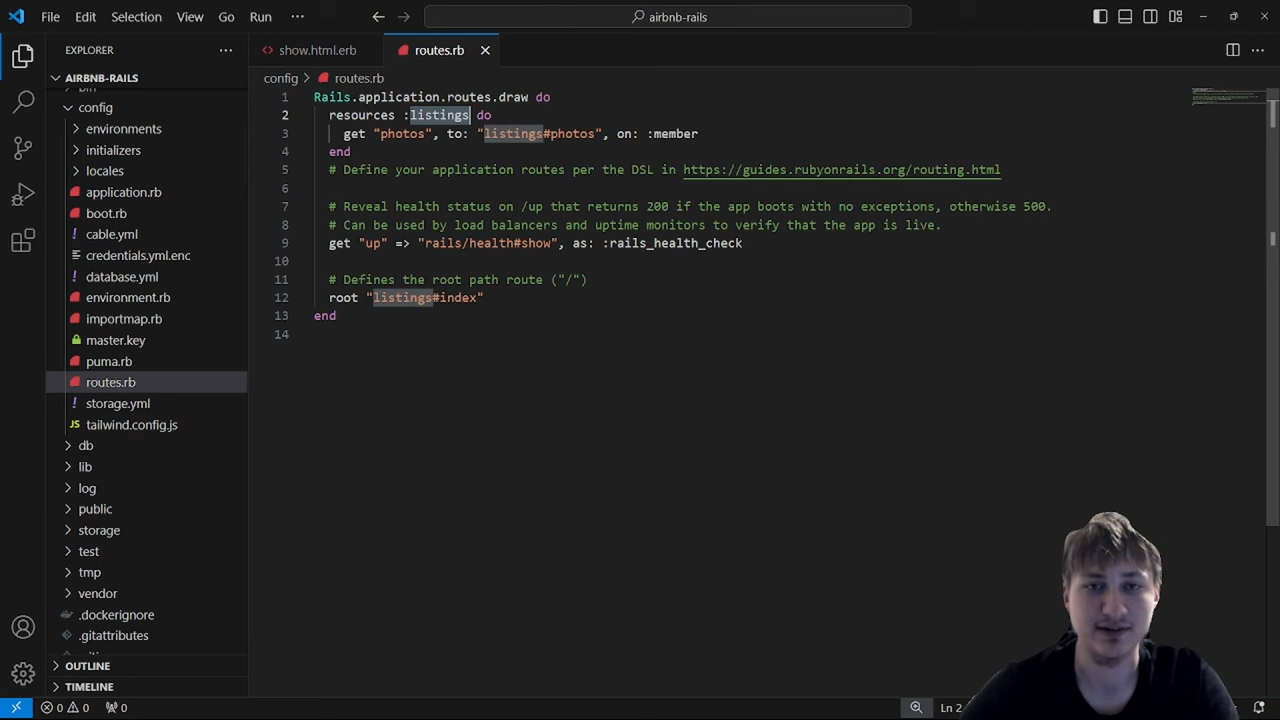 File Edit Selection View Go Run ··· airbnb-rails
EXPLORER ···
show.html.erb routes.rb
AIRBNB-RAILS
config > routes.rb
config
environments
initializers
locales
application.rb
boot.rb
cable.yml
credentials.yml.enc
database.yml
environment.rb
importmap.rb
master.key
puma.rb
routes.rb
storage.yml
JS tailwind.config.js
db
lib
log
public
storage
test
tmp
vendor
.dockerignore
.gitattributes
OUTLINE
TIMELINE
1 Rails.application.routes.draw do
2 resources :listings do
3 get "photos", to: "listings#photos", on: :member
4 end
5 # Define your application routes per the DSL in https://guides.rubyonrails.org/routing.html
6
7 # Reveal health status on /up that returns 200 if the app boots with no exceptions, otherwise 500.
8 # Can be used by load balancers and uptime monitors to verify that the app is live.
9 get "up" => "rails/health#show", as: :rails_health_check
10
11 # Defines the root path route ("/")
12 root "listings#index"
13 end
14
0 0 0 Ln 2